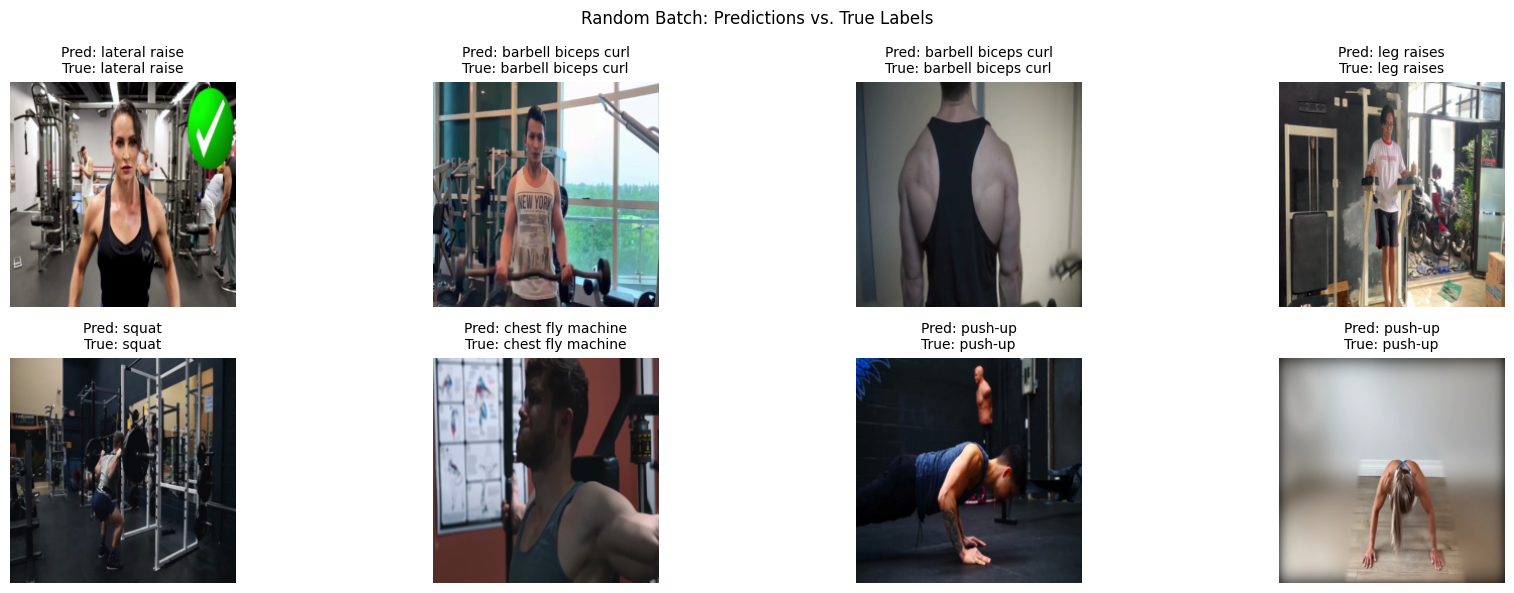 Random Batch: Predictions vs. True Labels
Pred: lateral raise
True: lateral raise
Pred: barbell biceps curl
True: barbell biceps curl
Pred: barbell biceps curl
True: barbell biceps curl
Pred: leg raises
True: leg raises
NEW YORK
Pred: squat
True: squat
Pred: chest fly machine
True: chest fly machine
Pred: push-up
True: push-up
Pred: push-up
True: push-up